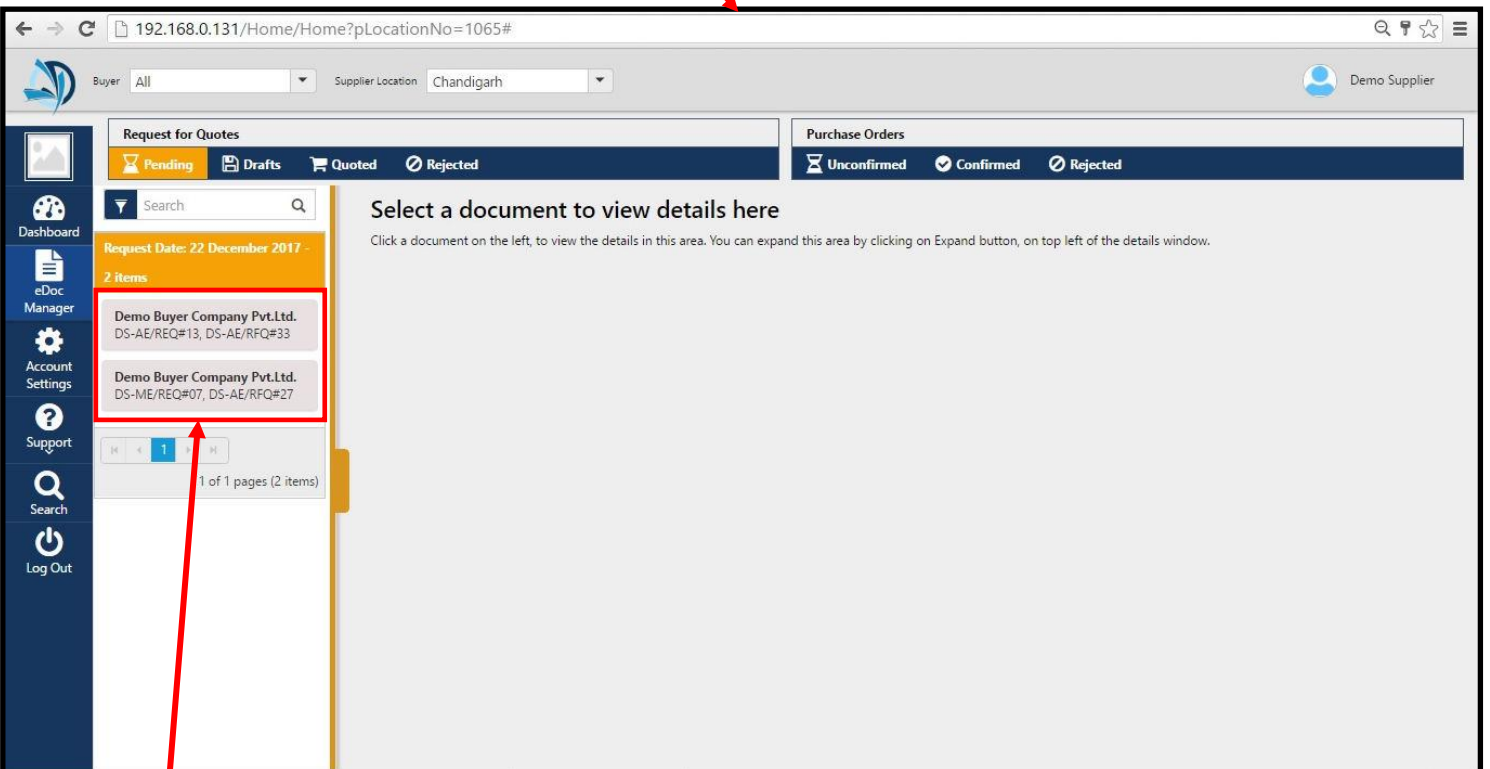 192.168.0.131/Home/Home?pLocationNo=1065#
Buyer All Supplier Location Chandigarh Demo Supplier
Request for Quotes
Pending Drafts Quoted Rejected
Purchase Orders
Unconfirmed Confirmed Rejected
Dashboard
eDoc
Manager
Account
Settings
Support
Search
Log Out
Search
Request Date: 22 December 2017 -
2 items
Demo Buyer Company Pvt.Ltd.
DS-AE/REQ#13, DS-AE/RFQ#33
Demo Buyer Company Pvt.Ltd.
DS-ME/REQ#07, DS-AE/RFQ#27
1
1 of 1 pages (2 items)
Select a document to view details here
Click a document on the left, to view the details in this area. You can expand this area by clicking on Expand button, on top left of the details window.